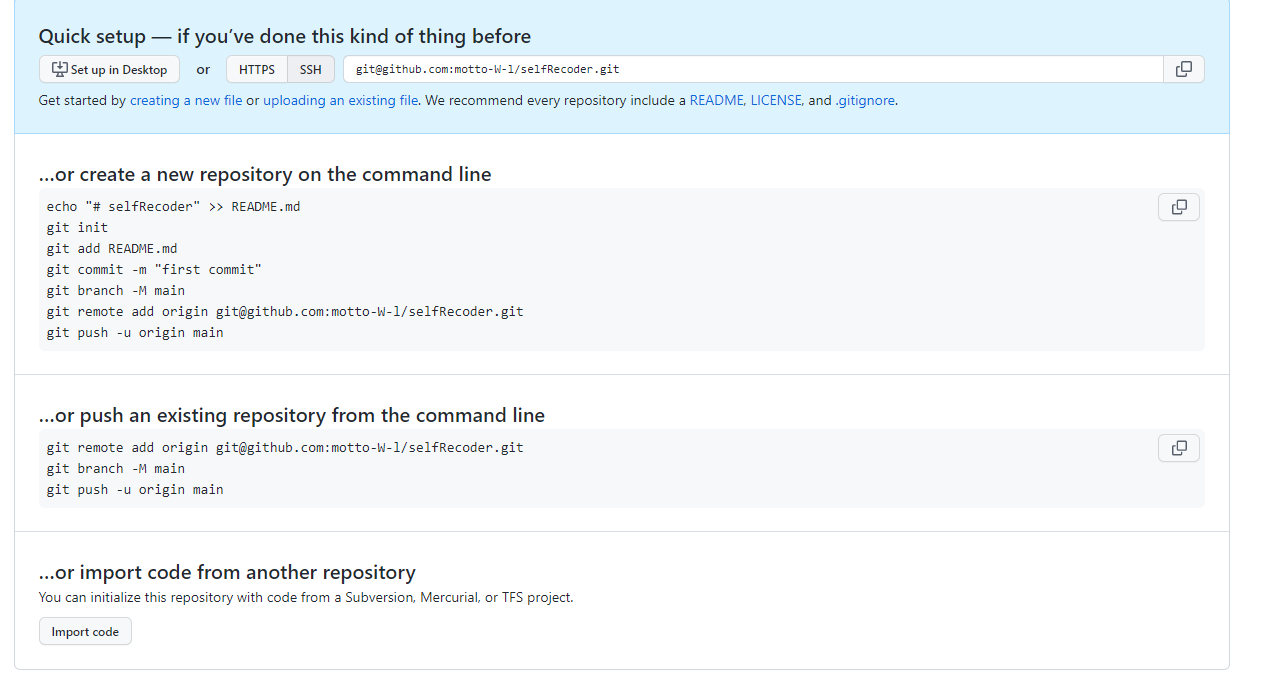 Quick setup — if you’ve done this kind of thing before
Set up in Desktop or HTTPS SSH git@github.com:motto-W-l/selfRecoder.git
Get started by creating a new file or uploading an existing file. We recommend every repository include a README, LICENSE, and .gitignore.
…or create a new repository on the command line
echo "# selfRecoder" >> README.md
git init
git add README.md
git commit -m "first commit"
git branch -M main
git remote add origin git@github.com:motto-W-l/selfRecoder.git
git push -u origin main
…or push an existing repository from the command line
git remote add origin git@github.com:motto-W-l/selfRecoder.git
git branch -M main
git push -u origin main
…or import code from another repository
You can initialize this repository with code from a Subversion, Mercurial, or TFS project.
Import code